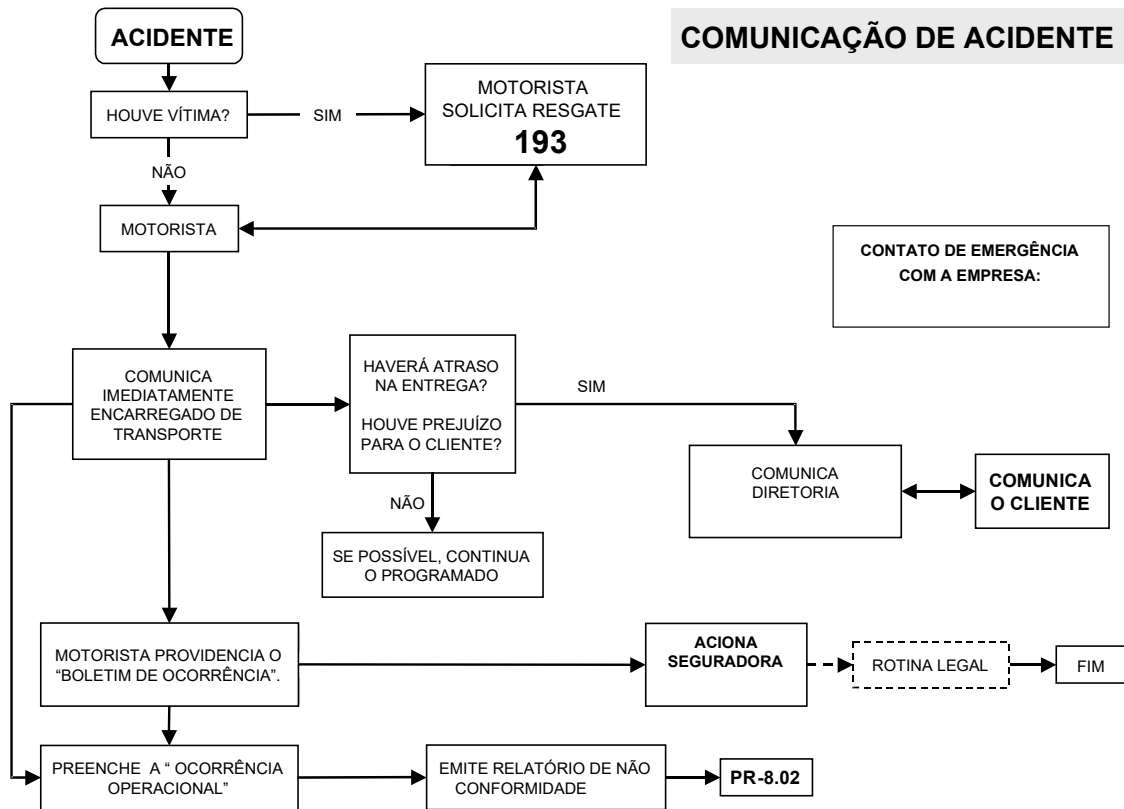 COMUNICAÇÃO DE ACIDENTE
ACIDENTE
HOUVE VÍTIMA?
SIM
MOTORISTA
SOLICITA RESGATE
193
NÃO
MOTORISTA
CONTATO DE EMERGÊNCIA
COM A EMPRESA:
COMUNICA
IMEDIATAMENTE
ENCARREGADO DE
TRANSPORTE
HAVERÁ ATRASO
NA ENTREGA?
HOUVE PREJUÍZO
PARA O CLIENTE?
SIM
COMUNICA
DIRETORIA
COMUNICA
O CLIENTE
NÃO
SE POSSÍVEL, CONTINUA
O PROGRAMADO
MOTORISTA PROVIDENCIA O
“BOLETIM DE OCORRÊNCIA”.
ACIONA
SEGURADORA
ROTINA LEGAL
FIM
PREENCHE A “ OCORRÊNCIA
OPERACIONAL”
EMITE RELATÓRIO DE NÃO
CONFORMIDADE
PR-8.02